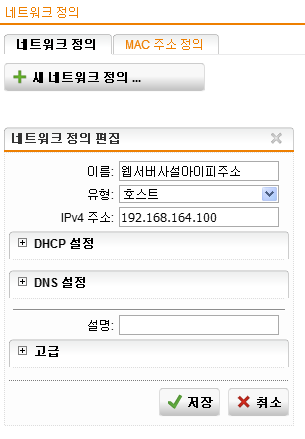 네트워크 정의
네트워크 정의 MAC 주소 정의
새 네트워크 정의 ...
네트워크 정의 편집
이름: 웹서버사설아이피주소
유형: 호스트
IPv4 주소: 192.168.164.100
DHCP 설정
DNS 설정
설명:
고급
저장 취소